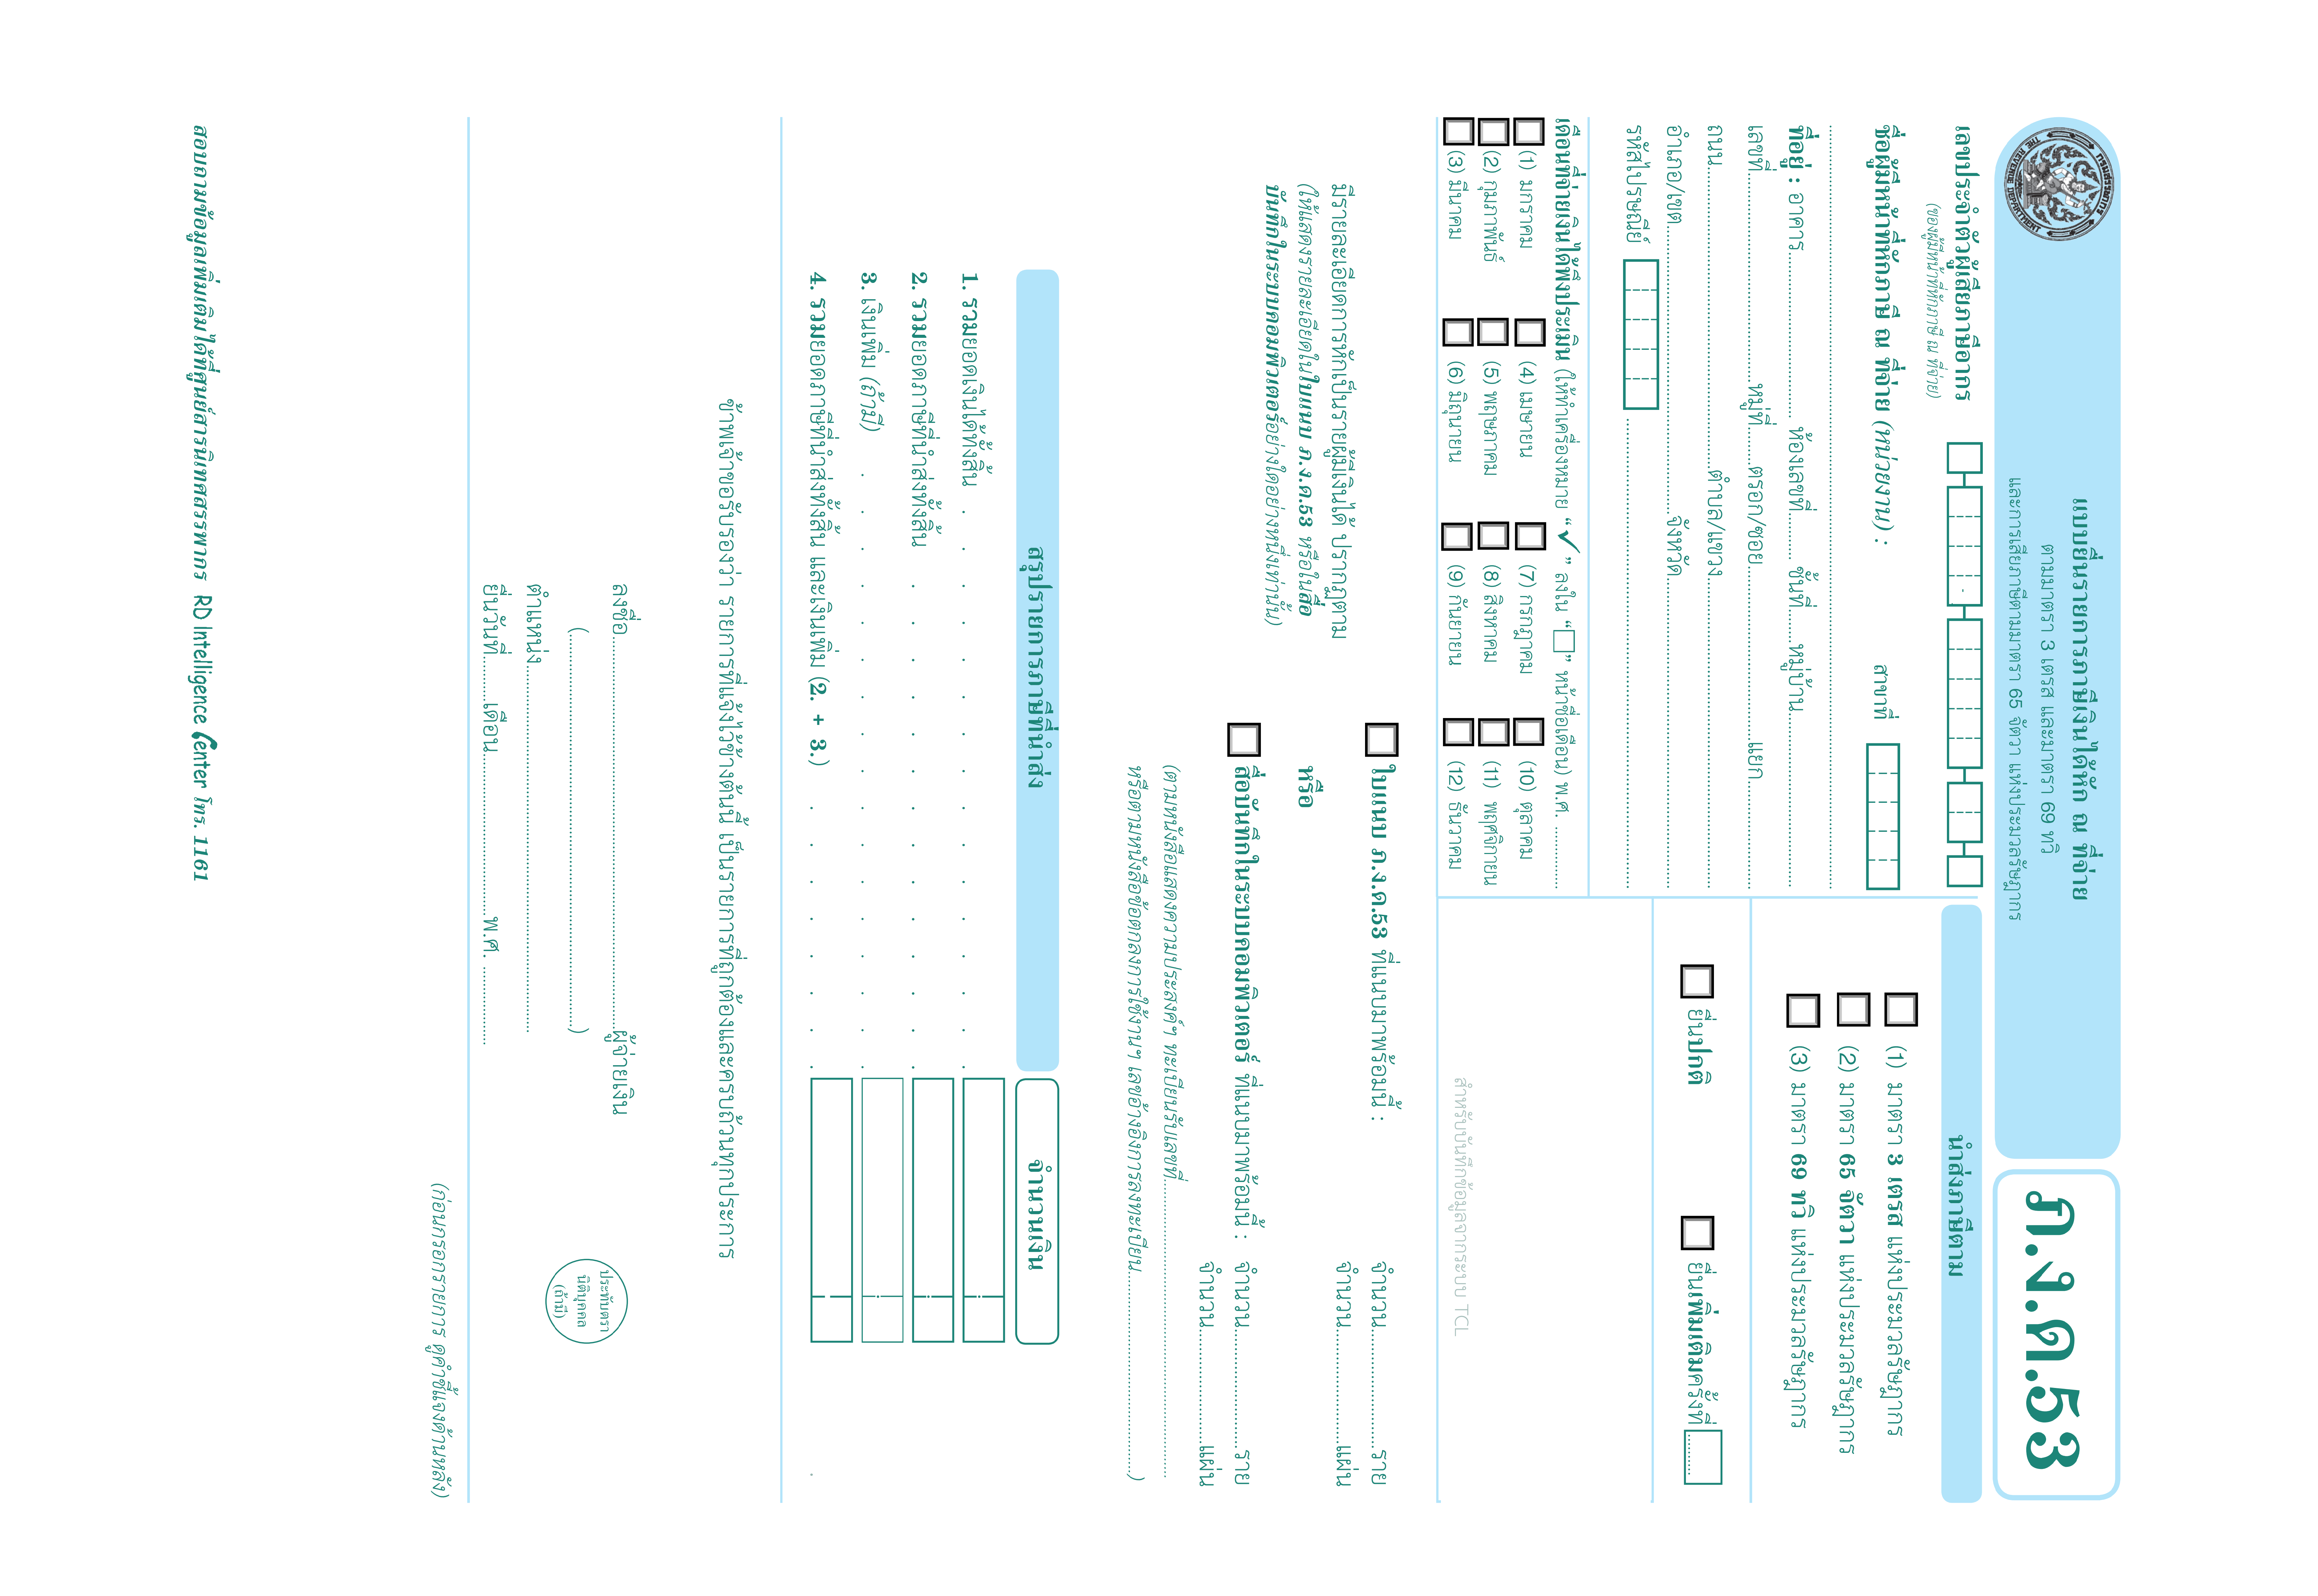 กรมสรรพากร
THE REVENUE DEPARTMENT
แบบยื่นรายการภาษีเงินได้หัก ณ ที่จ่าย
ตามมาตรา 3 เตรส และมาตรา 69 ทวิ
และการเสียภาษีตามมาตรา 65 จัตวา แห่งประมวลรัษฎากร
ภ.ง.ด.53
เลขประจำตัวผู้เสียภาษีอากร
(ของผู้มีหน้าที่หักภาษี ณ ที่จ่าย)
ชื่อผู้มีหน้าที่หักภาษี ณ ที่จ่าย (หน่วยงาน) : สาขาที่
ที่อยู่ : อาคาร ห้องเลขที่ ชั้นที่ หมู่บ้าน
เลขที่ หมู่ที่ ตรอก/ซอย แยก
ถนน ตำบล/แขวง
อำเภอ/เขต จังหวัด
รหัสไปรษณีย์
นำส่งภาษีตาม
(1) มาตรา 3 เตรส แห่งประมวลรัษฎากร
(2) มาตรา 65 จัตวา แห่งประมวลรัษฎากร
(3) มาตรา 69 ทวิ แห่งประมวลรัษฎากร
ยื่นปกติ ยื่นเพิ่มเติมครั้งที่
เดือนที่จ่ายเงินได้พึงประเมิน (ให้ทำเครื่องหมาย “✓” ลงใน “□” หน้าชื่อเดือน) พ.ศ.
(1) มกราคม (4) เมษายน (7) กรกฎาคม (10) ตุลาคม
(2) กุมภาพันธ์ (5) พฤษภาคม (8) สิงหาคม (11) พฤศจิกายน
(3) มีนาคม (6) มิถุนายน (9) กันยายน (12) ธันวาคม
สำหรับบันทึกข้อมูลจากระบบ TCL
มีรายละเอียดการหักเป็นรายผู้มีเงินได้ ปรากฏตาม
(ให้แสดงรายละเอียดในใบแนบ ภ.ง.ด.53 หรือในสื่อ
บันทึกในระบบคอมพิวเตอร์อย่างใดอย่างหนึ่งเท่านั้น)
ใบแนบ ภ.ง.ด.53 ที่แนบมาพร้อมนี้ : จำนวน ราย
จำนวน แผ่น
หรือ
สื่อบันทึกในระบบคอมพิวเตอร์ ที่แนบมาพร้อมนี้ : จำนวน ราย
จำนวน แผ่น
(ตามหนังสือแสดงความประสงค์ฯ ทะเบียนรับเลขที่
หรือตามหนังสือข้อตกลงการใช้งานฯ เลขอ้างอิงการลงทะเบียน )
สรุปรายการภาษีที่นำส่ง จำนวนเงิน
1. รวมยอดเงินได้ทั้งสิ้น
2. รวมยอดภาษีที่นำส่งทั้งสิ้น
3. เงินเพิ่ม (ถ้ามี)
4. รวมยอดภาษีที่นำส่งทั้งสิ้น และเงินเพิ่ม (2. + 3.)
ข้าพเจ้าขอรับรองว่า รายการที่แจ้งไว้ข้างต้นนี้ เป็นรายการที่ถูกต้องและครบถ้วนทุกประการ
ลงชื่อ ผู้จ่ายเงิน
( )
ตำแหน่ง
ยื่นวันที่ เดือน พ.ศ.
ประทับตรา
นิติบุคคล
(ถ้ามี)
(ก่อนกรอกรายการ ดูคำชี้แจงด้านหลัง)
สอบถามข้อมูลเพิ่มเติมได้ที่ศูนย์สารนิเทศสรรพากร RD Intelligence Center โทร. 1161